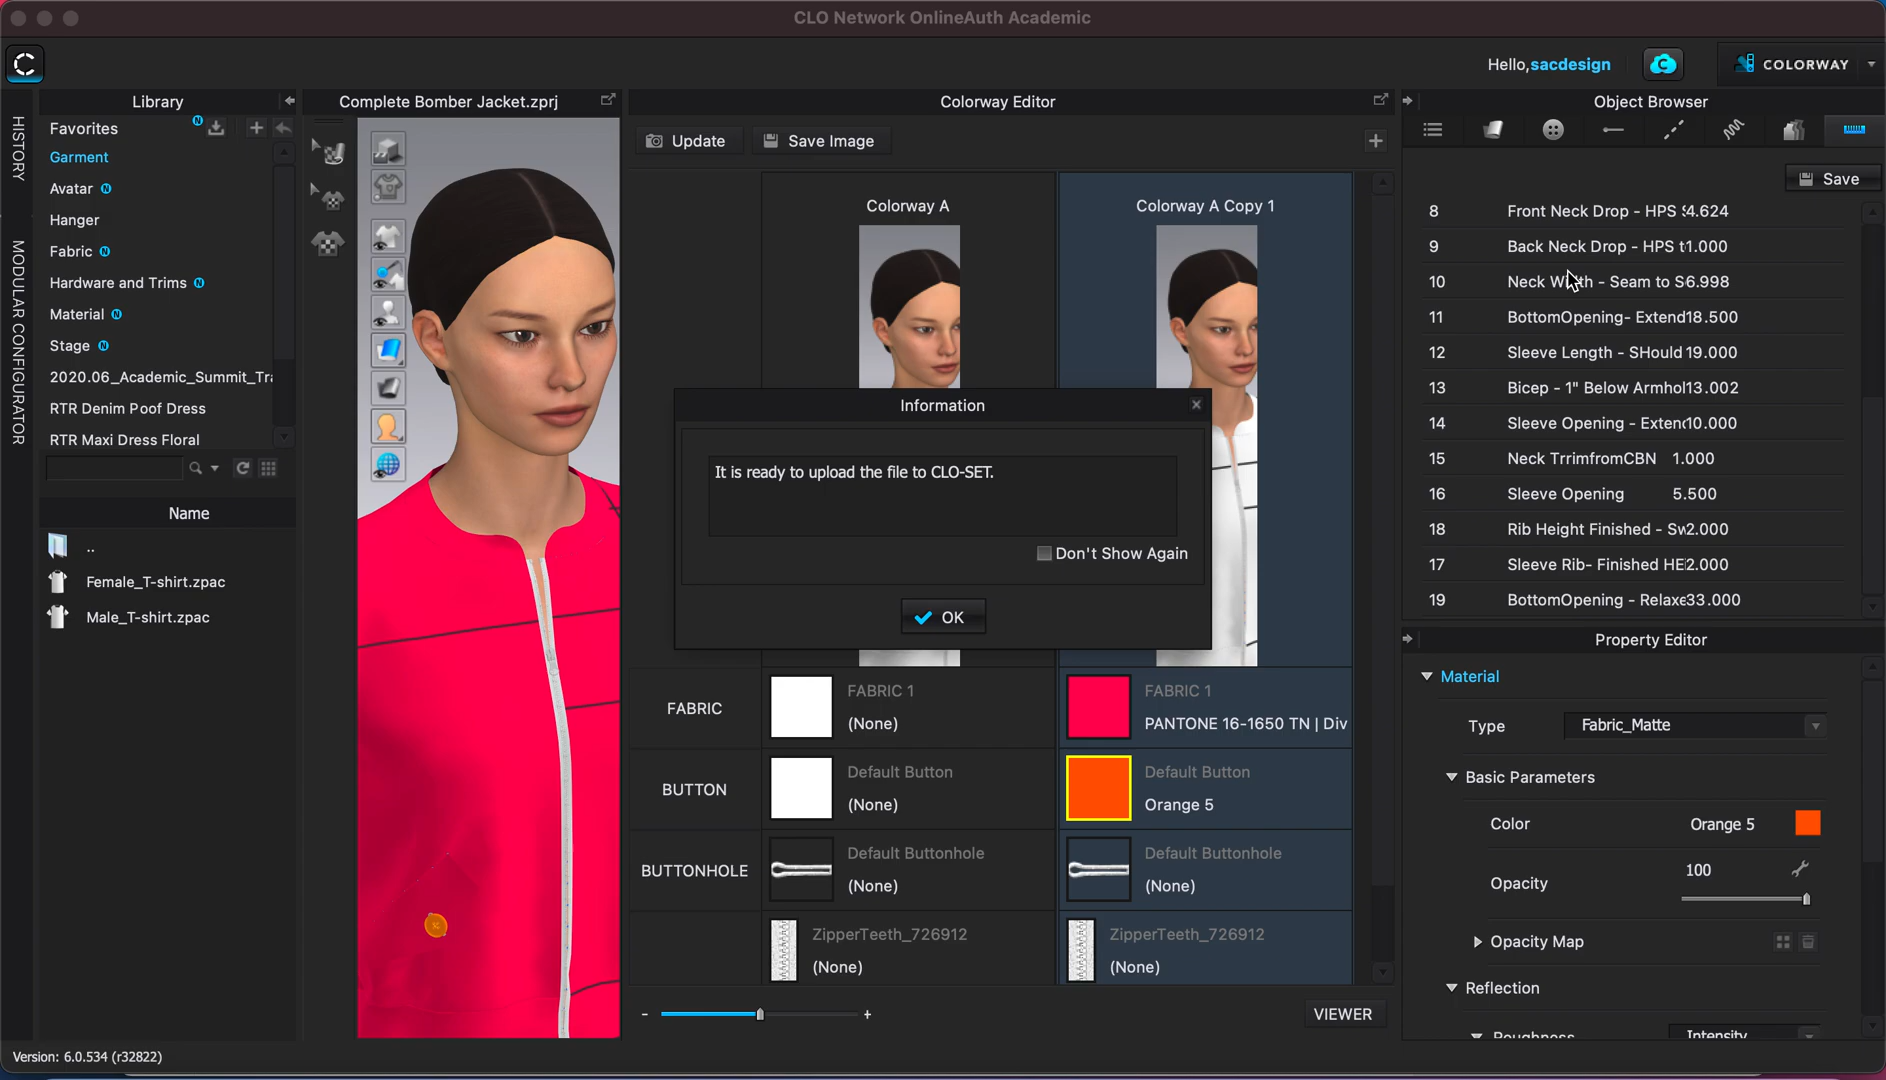 CLO Network OnlineAuth Academic
Hello,sacdesign
COLORWAY
HISTORY
MODULAR CONFIGURATOR
Library
Favorites
Garment
Avatar
Hanger
Fabric
Hardware and Trims
Material
Stage
2020.06_Academic_Summit_Tra
RTR Denim Poof Dress
RTR Maxi Dress Floral
Name
..
Female_T-shirt.zpac
Male_T-shirt.zpac
Version: 6.0.534 (r32822)
Complete Bomber Jacket.zprj
Colorway Editor
Update
Save Image
Colorway A
Colorway A Copy 1
Information
It is ready to upload the file to CLO-SET.
Don't Show Again
OK
FABRIC
FABRIC 1
(None)
FABRIC 1
PANTONE 16-1650 TN | Div
BUTTON
Default Button
(None)
Default Button
Orange 5
BUTTONHOLE
Default Buttonhole
(None)
Default Buttonhole
(None)
ZipperTeeth_726912
(None)
ZipperTeeth_726912
(None)
- +
VIEWER
Object Browser
Save
8 Front Neck Drop - HPS 4.624
9 Back Neck Drop - HPS t1.000
10 Neck Width - Seam to S6.998
11 BottomOpening- Extend18.500
12 Sleeve Length - SHould 19.000
13 Bicep - 1" Below Armhol13.002
14 Sleeve Opening - Extend10.000
15 Neck TrrimfromCBN 1.000
16 Sleeve Opening 5.500
18 Rib Height Finished - Sw2.000
17 Sleeve Rib- Finished HEI2.000
19 BottomOpening - Relaxe33.000
Property Editor
Material
Type Fabric_Matte
Basic Parameters
Color Orange 5
Opacity 100
Opacity Map
Reflection
Roughness Intensity